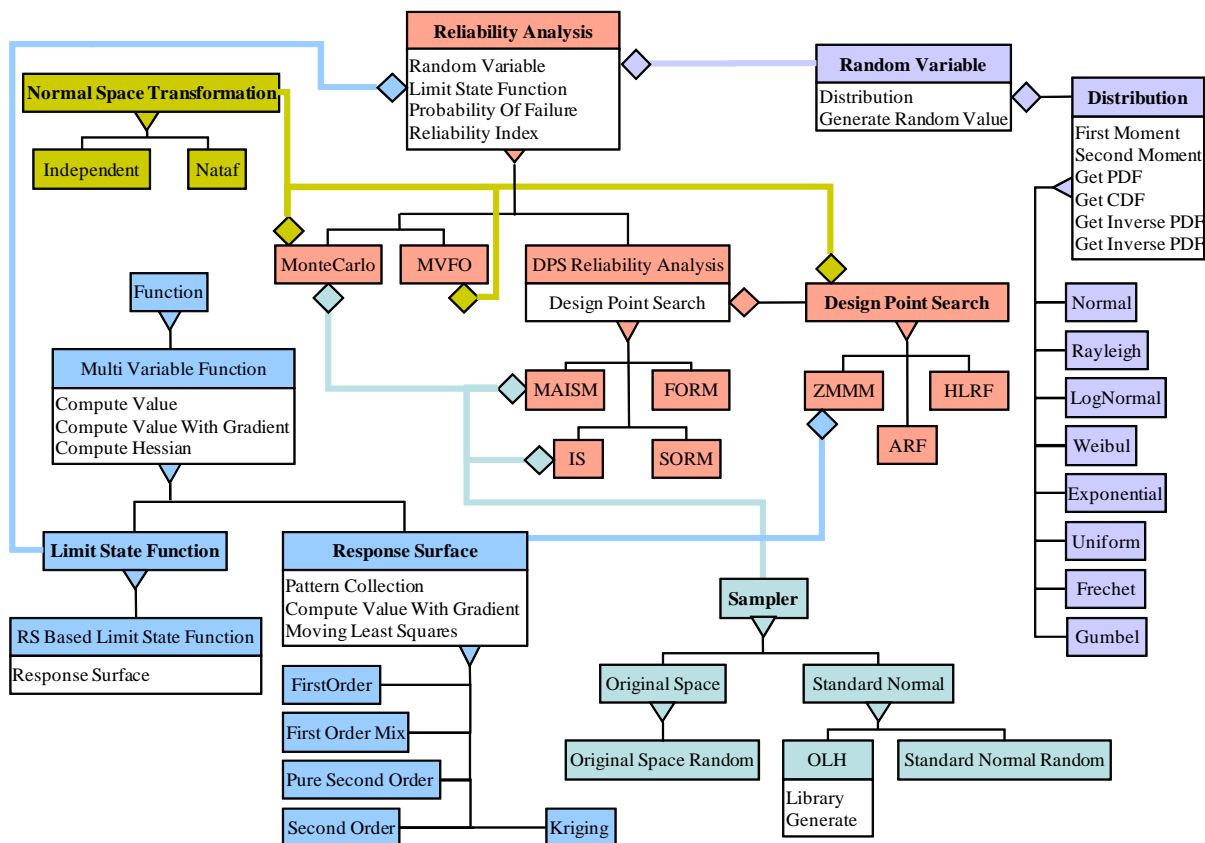 Reliability Analysis
Random Variable
Limit State Function
Probability Of Failure
Reliability Index
Random Variable
Distribution
Generate Random Value
Distribution
First Moment
Second Moment
Get PDF
Get CDF
Get Inverse PDF
Get Inverse PDF
Normal Space Transformation
Independent
Nataf
MonteCarlo
MVFO
DPS Reliability Analysis
Design Point Search
Design Point Search
Function
Multi Variable Function
Compute Value
Compute Value With Gradient
Compute Hessian
MAISM
FORM
IS
SORM
ZMMM
HLRF
ARF
Normal
Rayleigh
LogNormal
Weibul
Exponential
Uniform
Frechet
Gumbel
Limit State Function
RS Based Limit State Function
Response Surface
Response Surface
Pattern Collection
Compute Value With Gradient
Moving Least Squares
FirstOrder
First Order Mix
Pure Second Order
Second Order
Kriging
Sampler
Original Space
Standard Normal
Original Space Random
OLH
Library
Generate
Standard Normal Random